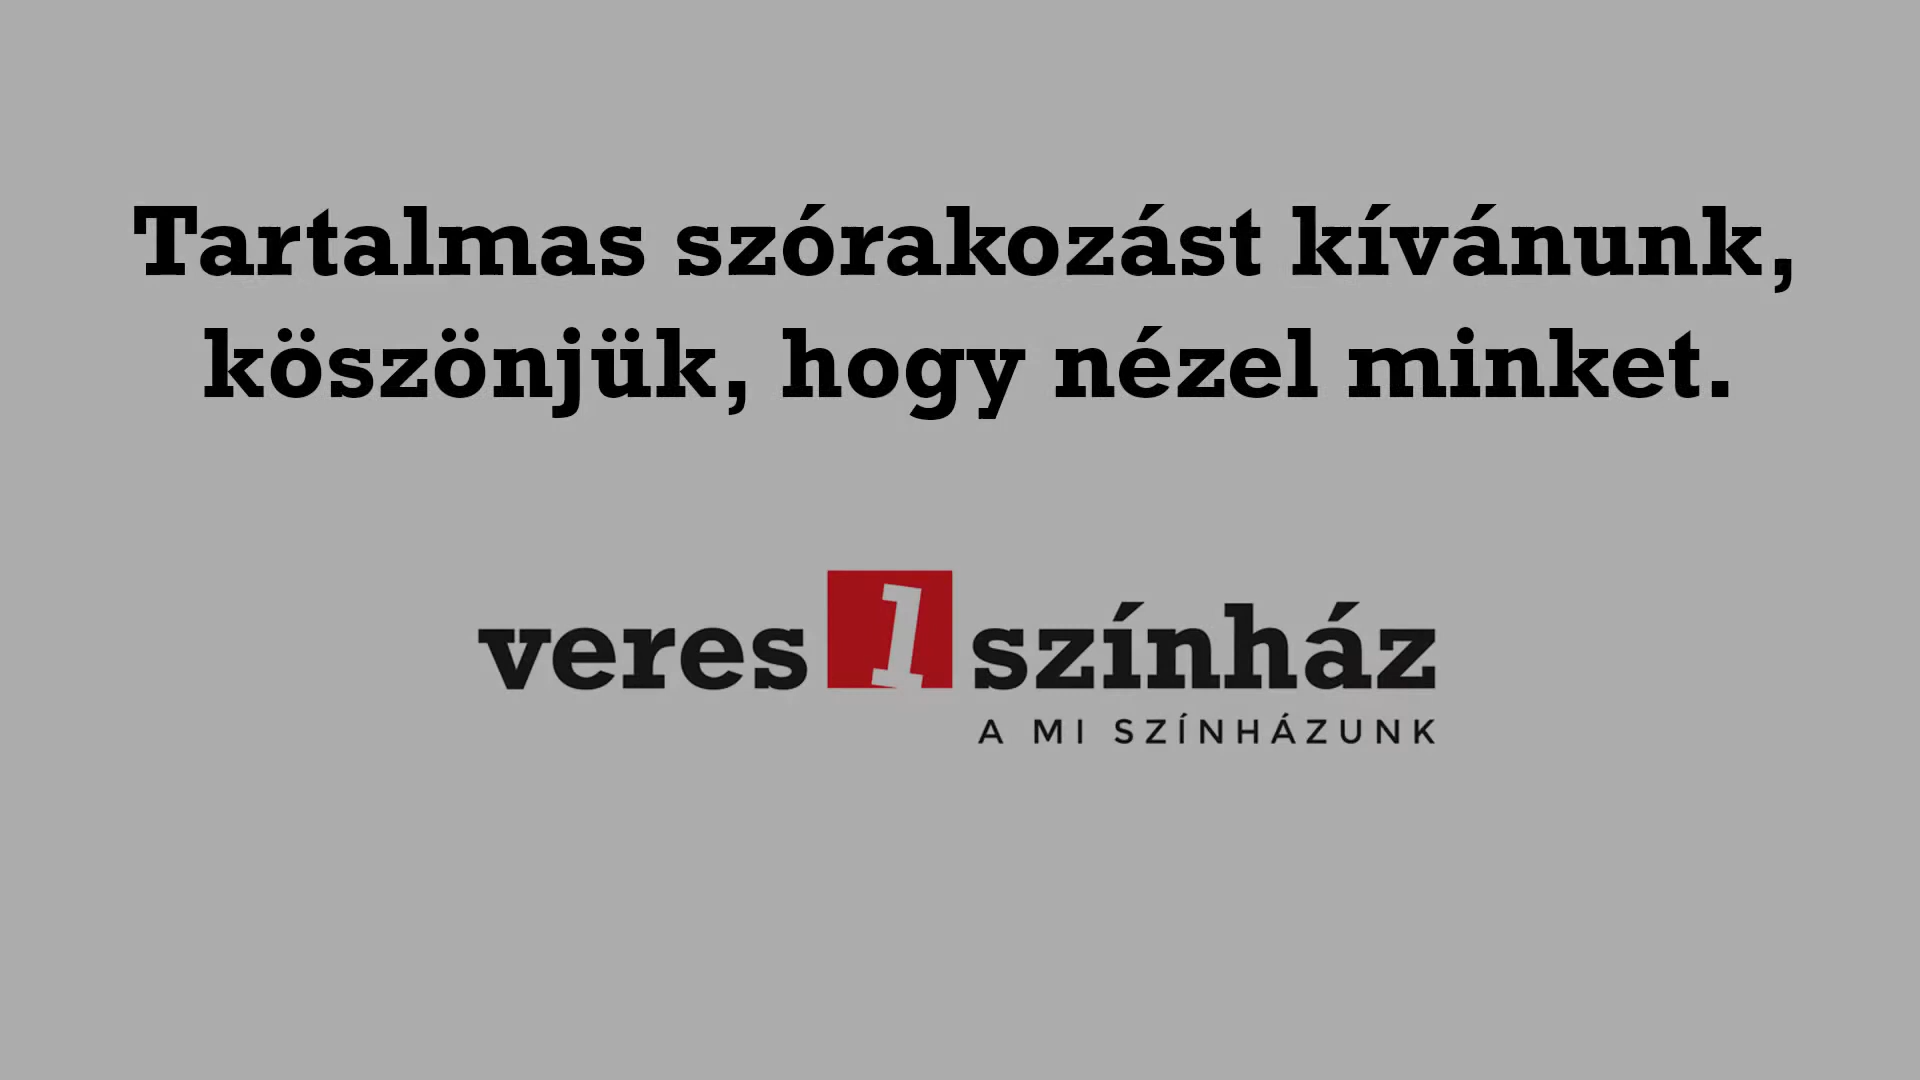 Tartalmas szórakozást kívánunk,
köszönjük, hogy nézel minket.
veres 1 színház
A MI SZÍNHÁZUNK